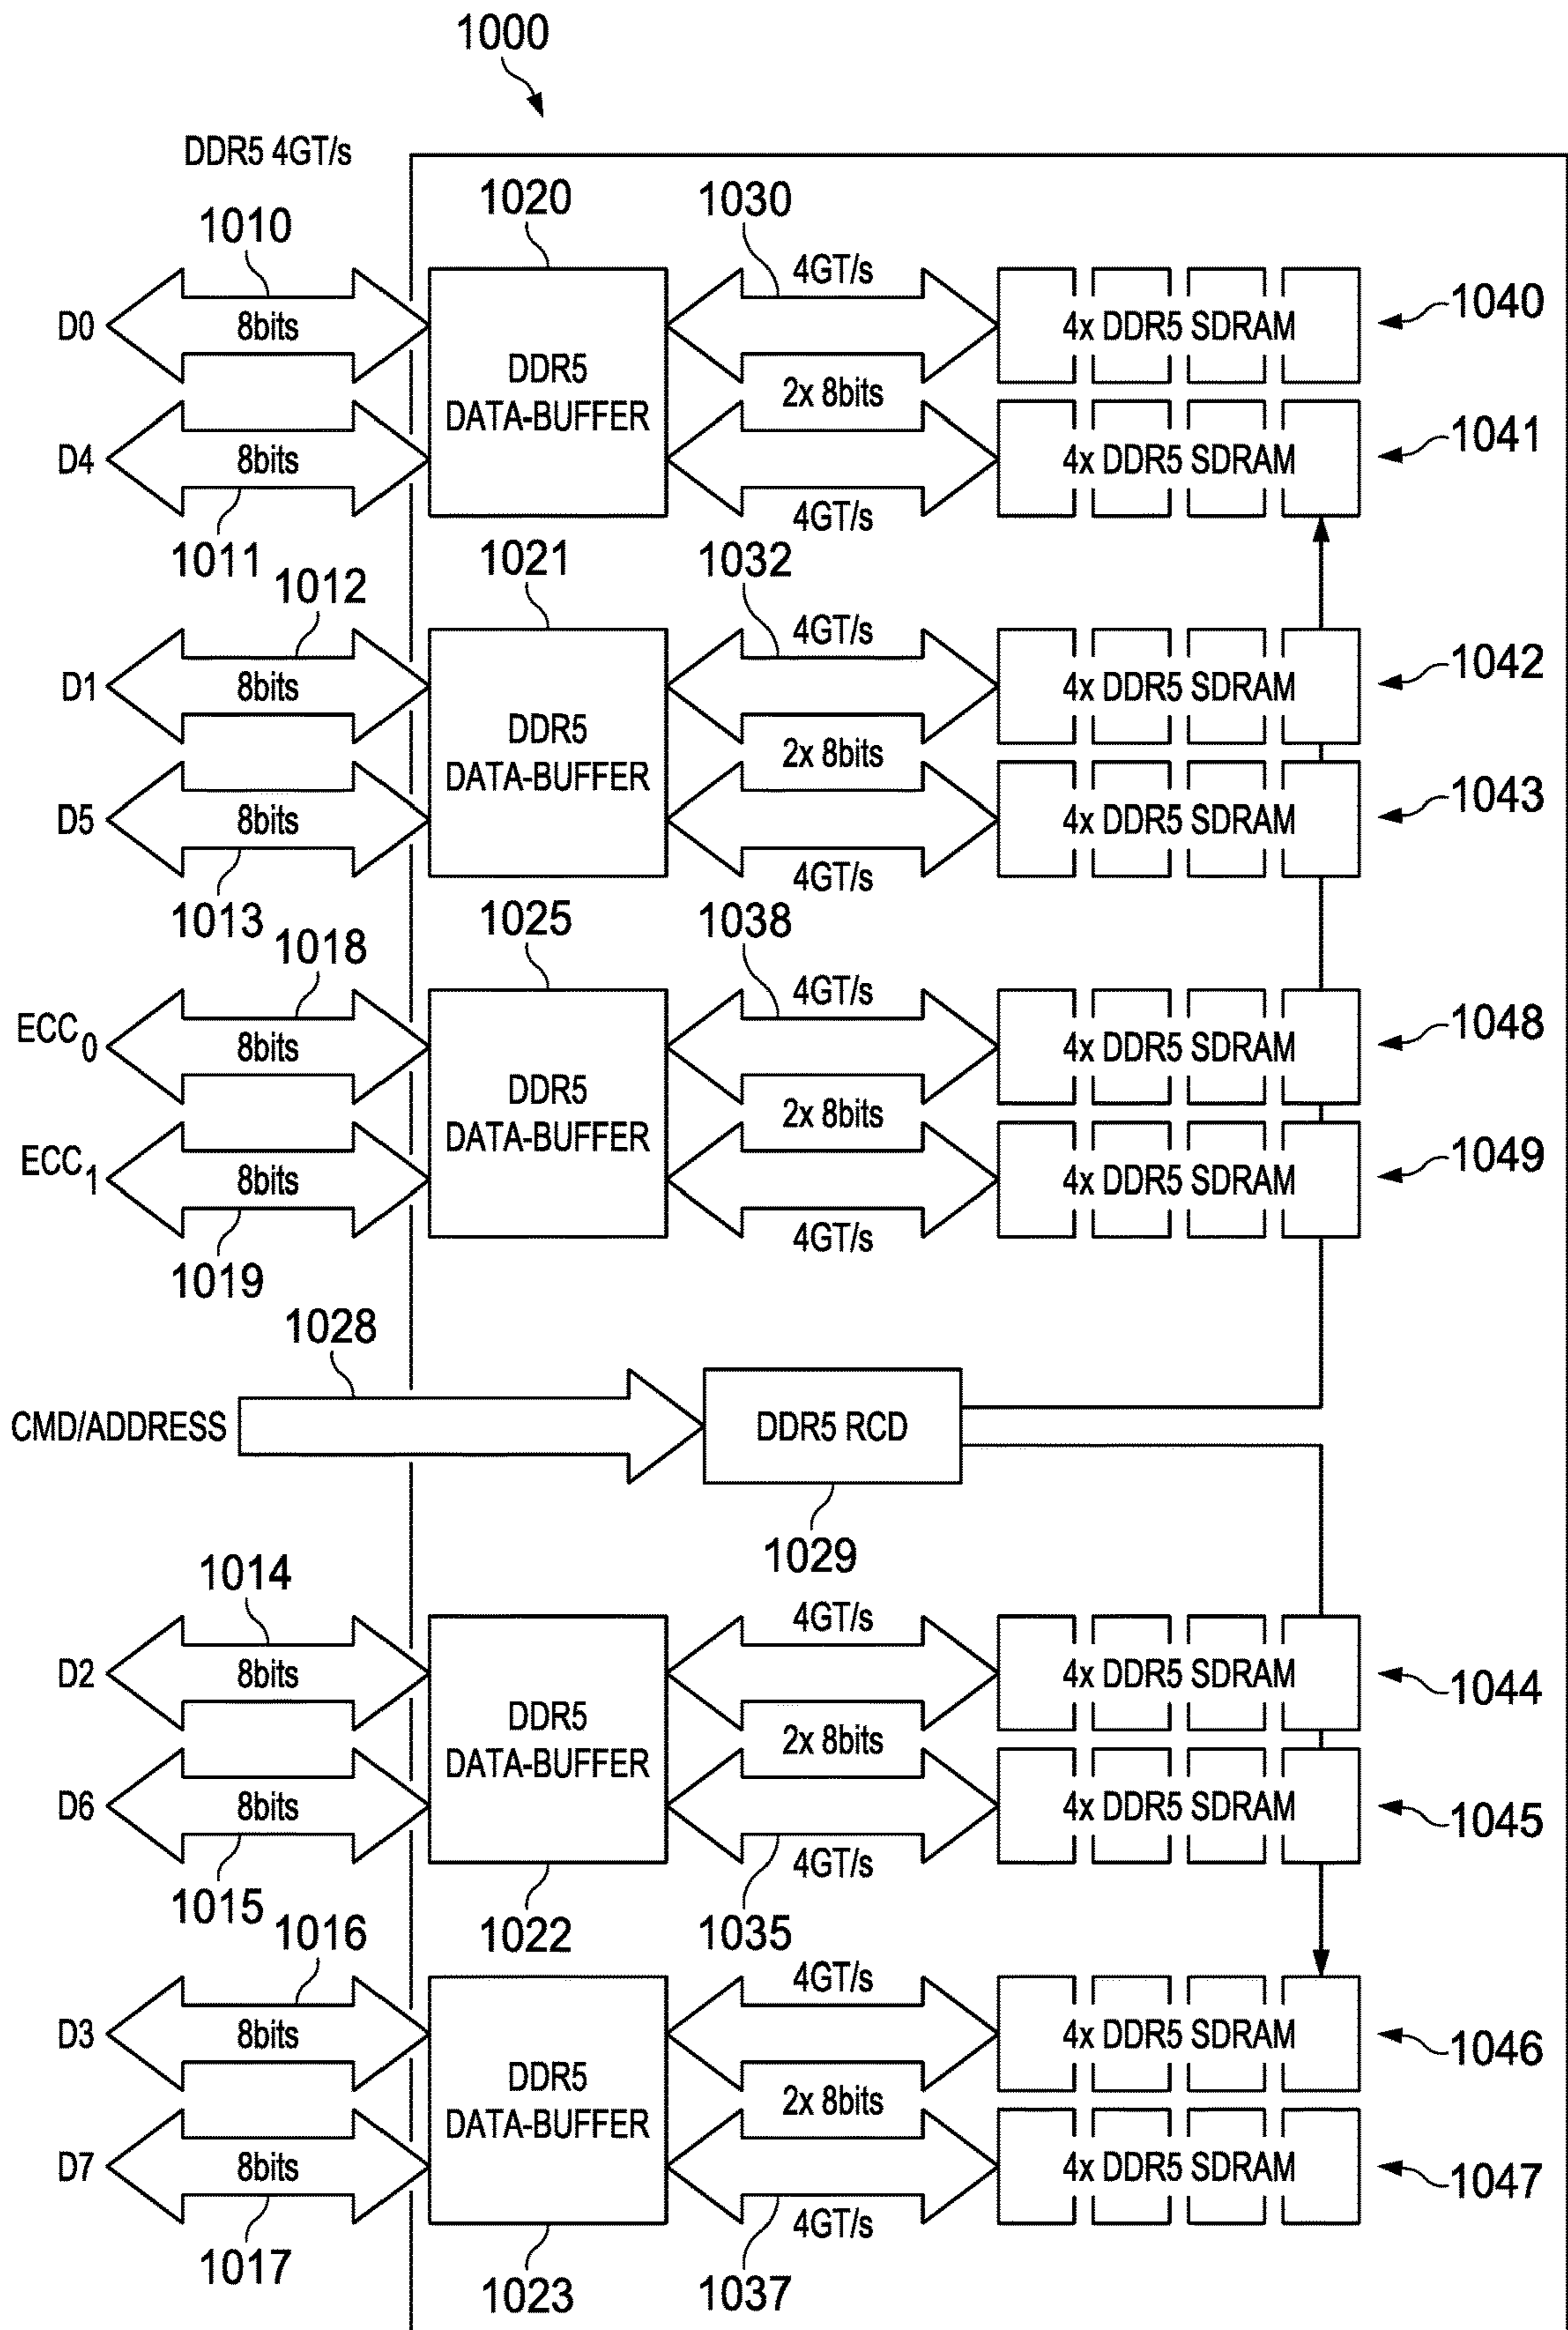 1000
DDR5 4GT/s
1010
1020
1030
4GT/s
D0
8bits
4x DDR5 SDRAM
1040
DDR5
DATA-BUFFER
2x 8bits
D4
8bits
4x DDR5 SDRAM
1041
4GT/s
1011
1012
1021
1032
4GT/s
D1
8bits
4x DDR5 SDRAM
1042
DDR5
DATA-BUFFER
2x 8bits
D5
8bits
4x DDR5 SDRAM
1043
4GT/s
1013
1018
1025
1038
4GT/s
ECC0
8bits
4x DDR5 SDRAM
1048
DDR5
DATA-BUFFER
2x 8bits
ECC1
8bits
4x DDR5 SDRAM
1049
4GT/s
1019
1028
CMD/ADDRESS
DDR5 RCD
1029
1014
4GT/s
D2
8bits
4x DDR5 SDRAM
1044
DDR5
DATA-BUFFER
2x 8bits
D6
8bits
4x DDR5 SDRAM
1045
4GT/s
1015
1022
1035
1016
4GT/s
D3
8bits
4x DDR5 SDRAM
1046
DDR5
DATA-BUFFER
2x 8bits
D7
8bits
4x DDR5 SDRAM
1047
4GT/s
1017
1023
1037